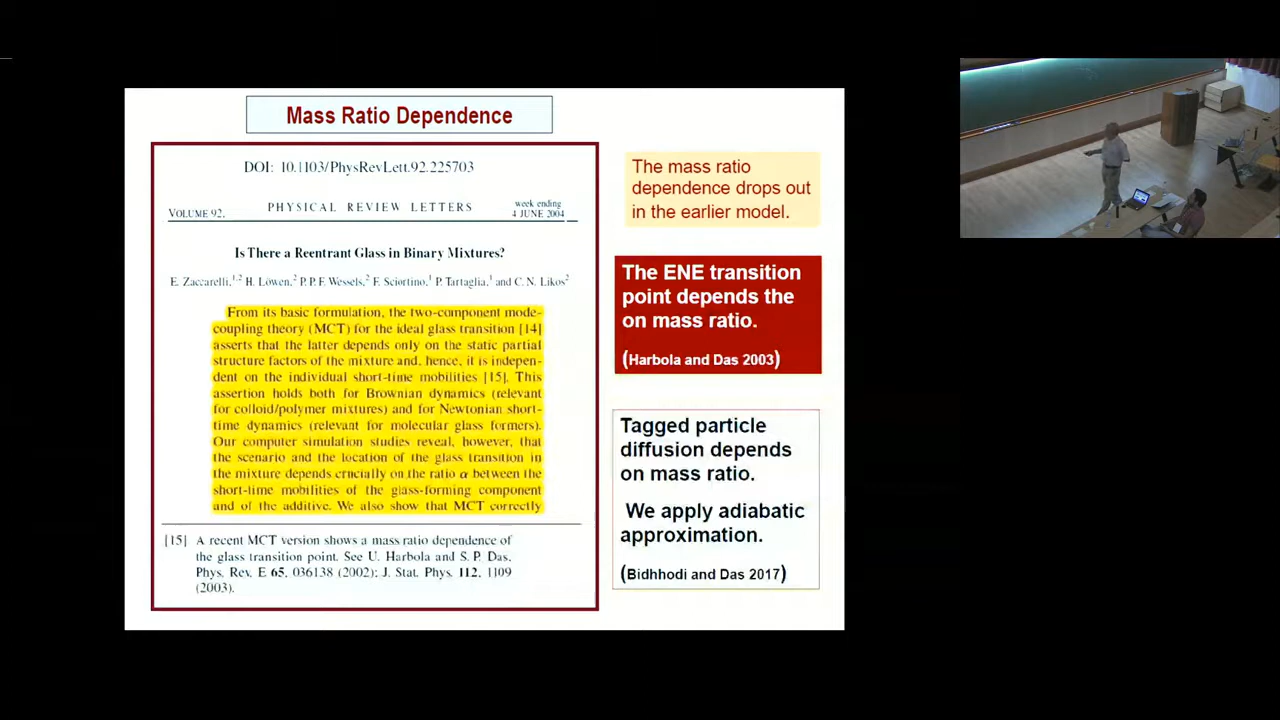 Mass Ratio Dependence
DOI: 10.1103/PhysRevLett.92.225703
VOLUME 92,
PHYSICAL REVIEW LETTERS
week ending
4 JUNE 2004
Is There a Reentrant Glass in Binary Mixtures?
E. Zaccarelli,1,2 H. Löwen,2 P. P. F. Wessels,2 F. Sciortino,1 P. Tartaglia,1 and C. N. Likos2
From its basic formulation, the two-component mode-
coupling theory (MCT) for the ideal glass transition [14]
asserts that the latter depends only on the static partial
structure factors of the mixture and, hence, it is indepen-
dent on the individual short-time mobilities [15]. This
assertion holds both for Brownian dynamics (relevant
for colloid/polymer mixtures) and for Newtonian short-
time dynamics (relevant for molecular glass formers).
Our computer simulation studies reveal, however, that
the scenario and the location of the glass transition in
the mixture depends crucially on the ratio α between the
short-time mobilities of the glass-forming component
and of the additive. We also show that MCT correctly
[15] A recent MCT version shows a mass ratio dependence of
the glass transition point. See U. Harbola and S. P. Das,
Phys. Rev. E 65, 036138 (2002); J. Stat. Phys. 112, 1109
(2003).
The mass ratio
dependence drops out
in the earlier model.
The ENE transition
point depends the
on mass ratio.
(Harbola and Das 2003)
Tagged particle
diffusion depends
on mass ratio.
We apply adiabatic
approximation.
(Bidhhodi and Das 2017)